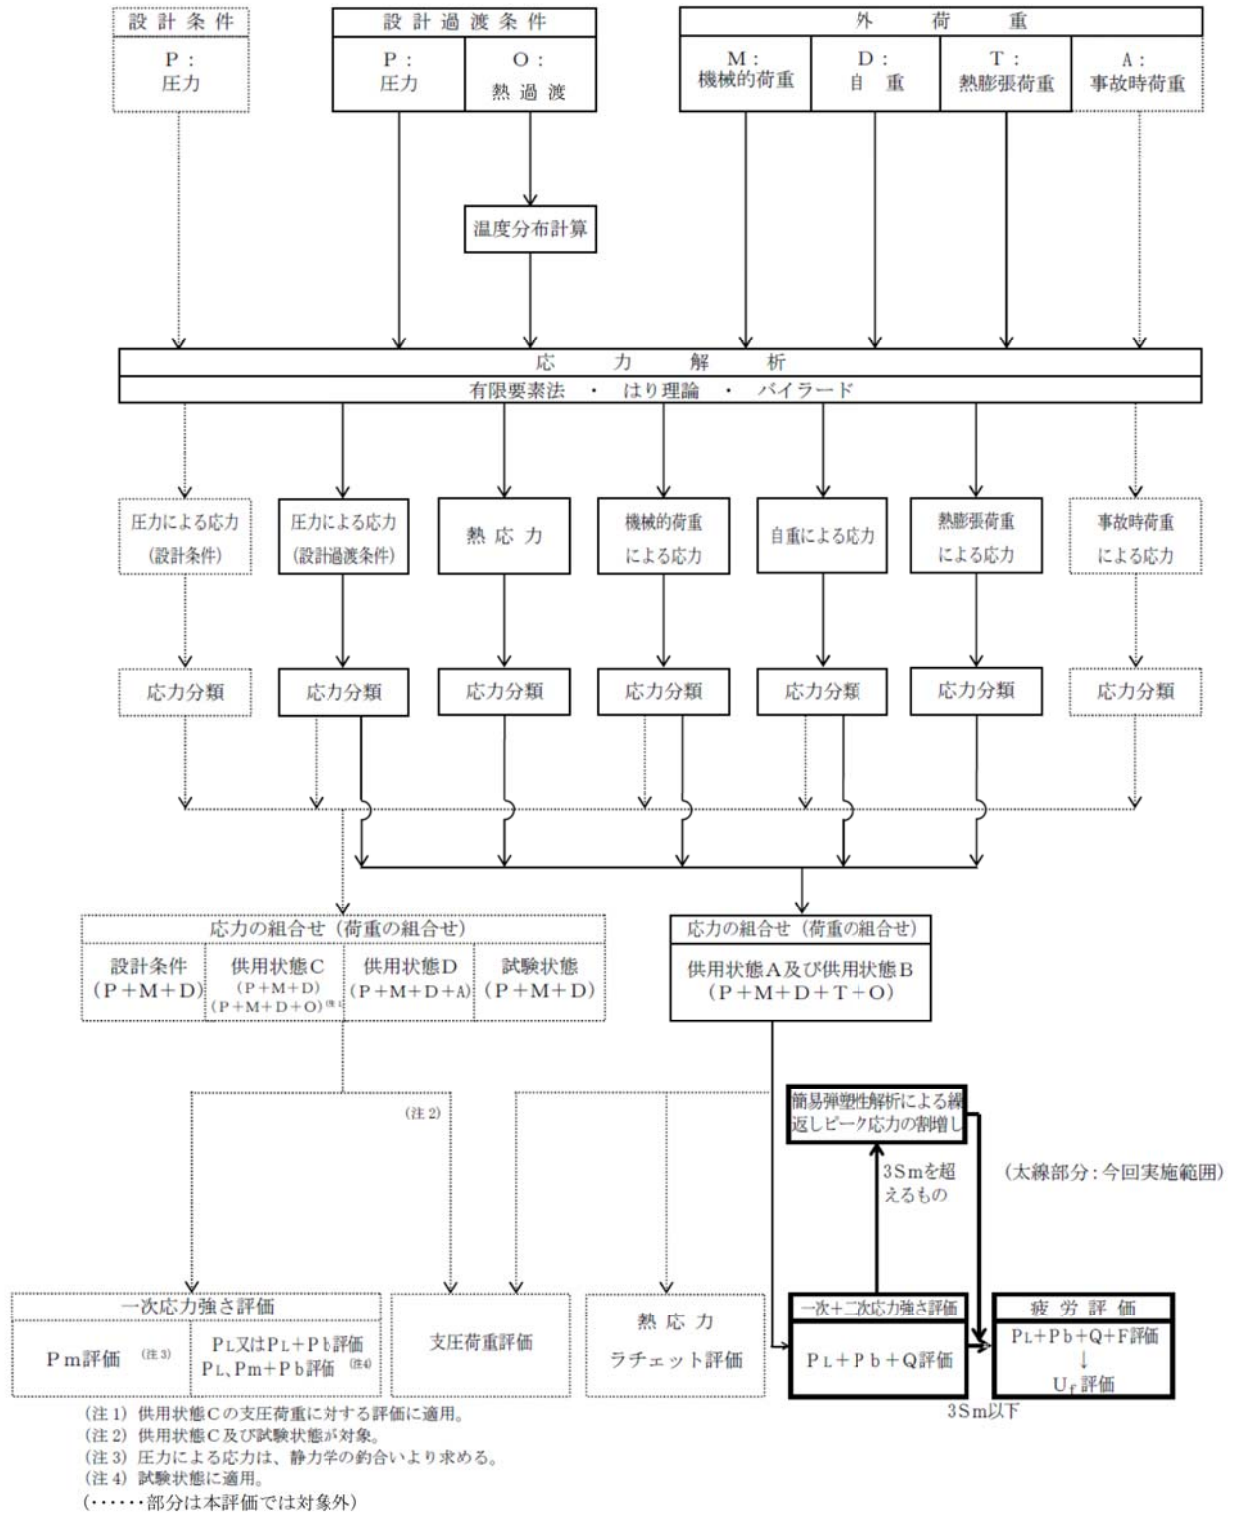 設計条件
P：
圧力
設計過渡条件
P：
圧力
O：
熱過渡
外荷重
M：
機械的荷重
D：
自重
T：
熱膨張荷重
A：
事故時荷重
温度分布計算
応力解析
有限要素法 ・ はり理論 ・ バイラード
圧力による応力
(設計条件)
圧力による応力
(設計過渡条件)
熱応力
機械的荷重
による応力
自重による応力
熱膨張荷重
による応力
事故時荷重
による応力
応力分類
応力分類
応力分類
応力分類
応力分類
応力分類
応力分類
応力の組合せ（荷重の組合せ）
設計条件
(P+M+D)
供用状態C
(P+M+D)
(P+M+D+O)(注1
供用状態D
(P+M+D+A)
試験状態
(P+M+D)
応力の組合せ（荷重の組合せ）
供用状態A及び供用状態B
(P+M+D+T+O)
(注2)
簡易弾塑性解析による繰
返しピーク応力の割増し
3Smを超
えるもの
(太線部分：今回実施範囲)
一次応力強さ評価
Pm評価 (注3)
PL又はPL+Pb評価
PL、Pm+Pb評価 (注4)
支圧荷重評価
熱応力
ラチェット評価
一次＋二次応力強さ評価
PL+Pb+Q評価
疲労評価
PL+Pb+Q+F評価
↓
Uf評価
3Sm以下
(注1) 供用状態Cの支圧荷重に対する評価に適用。
(注2) 供用状態C及び試験状態が対象。
(注3) 圧力による応力は、静力学の釣合いより求める。
(注4) 試験状態に適用。
(……部分は本評価では対象外)